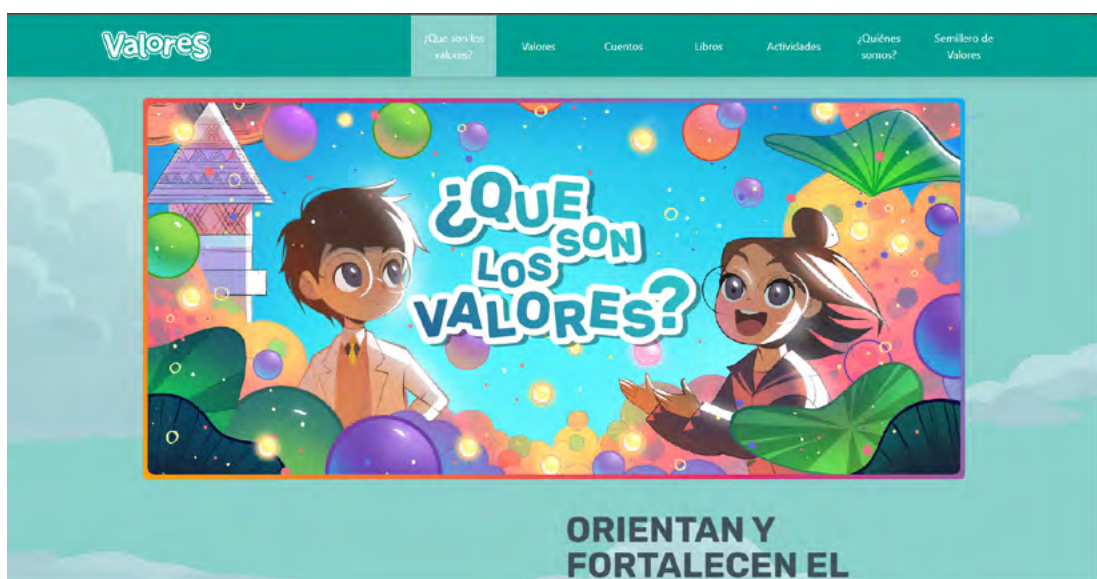 Valores
¿Que son los
valores?
Valores
Cuentos
Libros
Actividades
¿Quiénes
somos?
Semillero de
Valores
¿QUE
SON
LOS
VALORES?
ORIENTAN Y
FORTALECEN EL